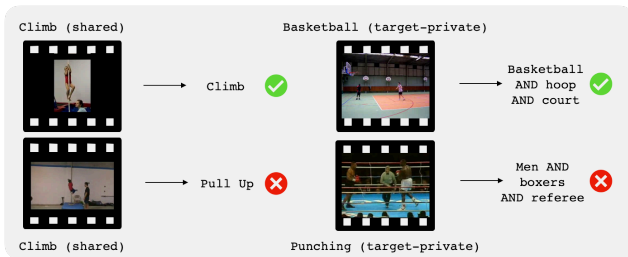 Climb (shared)
Climb
Pull Up
Climb (shared)
Basketball (target-private)
Basketball
AND hoop
AND court
Men AND
boxers
AND referee
Punching (target-private)